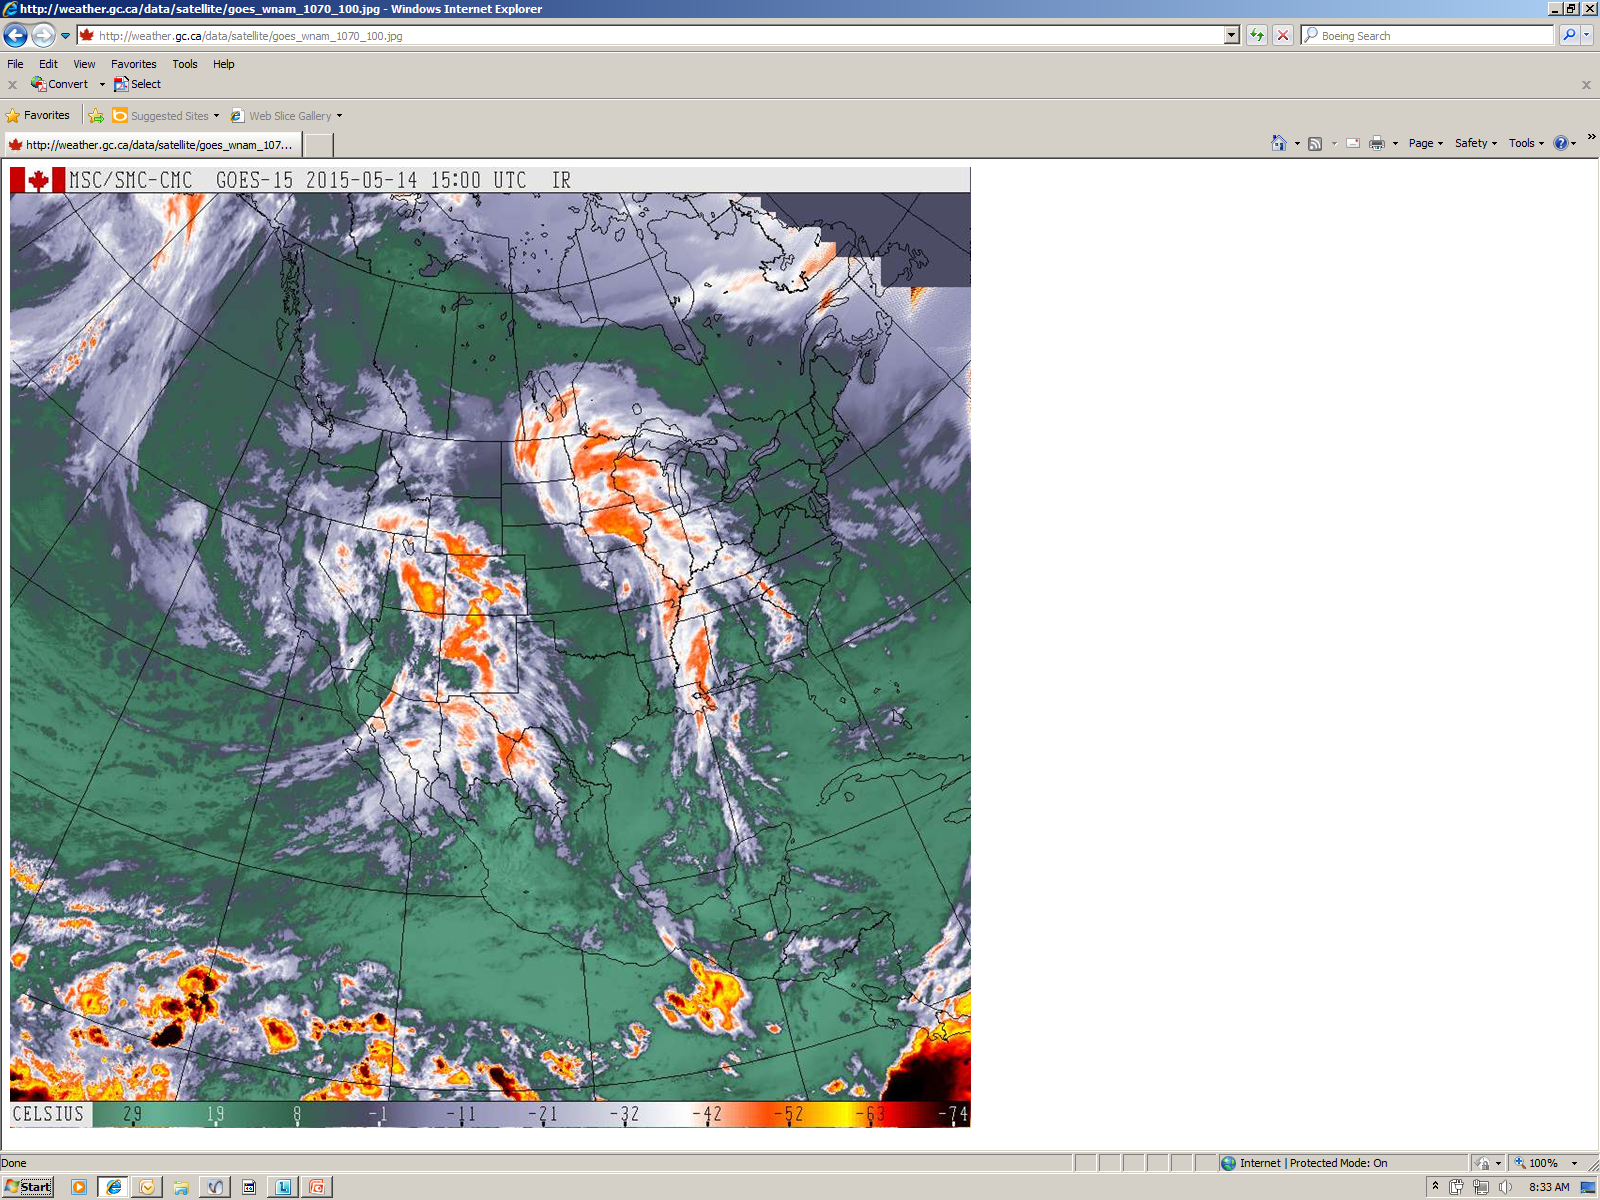 http://weather.gc.ca/data/satellite/goes_wnam_1070_100.jpg - Windows Internet Explorer
http://weather.gc.ca/data/satellite/goes_wnam_1070_100.jpg
Boeing Search
File Edit View Favorites Tools Help
x Convert Select x
Favorites Suggested Sites Web Slice Gallery
http://weather.gc.ca/data/satellite/goes_wnam_107...
Page Safety Tools »
MSC/SMC-CMC GOES-15 2015-05-14 15:00 UTC IR
CELSIUS 29 19 8 -1 -11 -21 -32 -42 -52 -63 -74
Done Internet | Protected Mode: On 100%
Start 8:33 AM